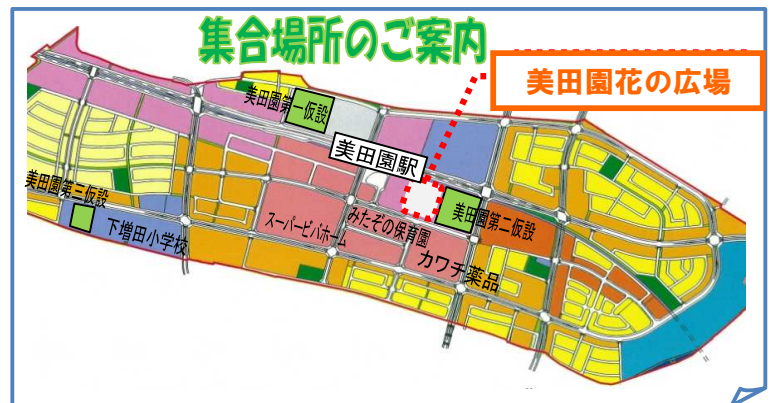 集合場所のご案内
美田園花の広場
美田園第一仮設
美田園駅
美田園第三仮設
下増田小学校
スーパービバホーム
みたぞの保育園
美田園第二仮設
カワチ薬品